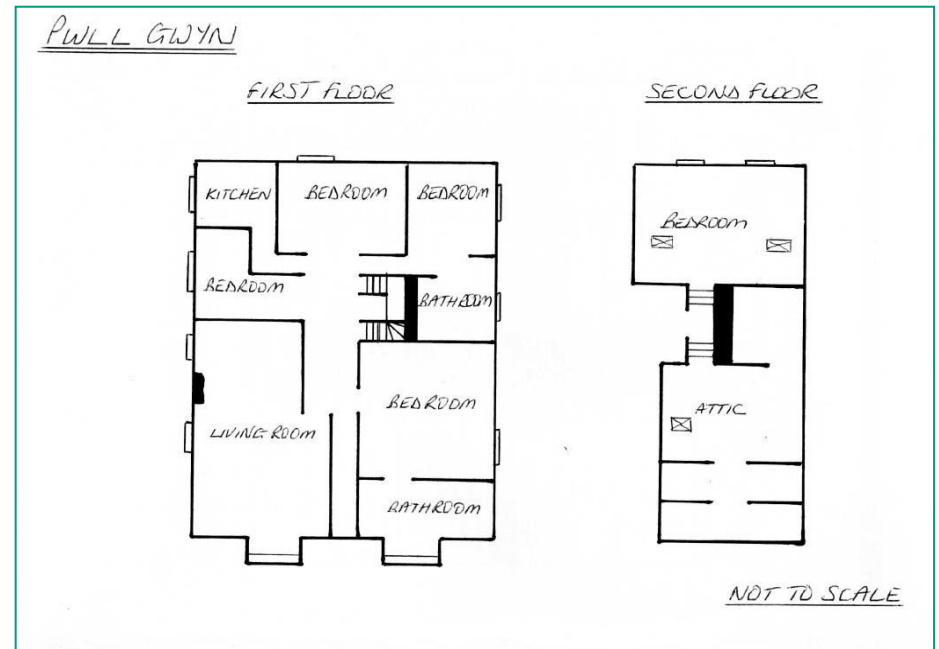 PWLL GWYN
FIRST FLOOR
SECOND FLOOR
KITCHEN
BEDROOM
BEDROOM
BEDROOM
BATHROOM
BEDROOM
LIVING ROOM
BATHROOM
BEDROOM
ATTIC
NOT TO SCALE